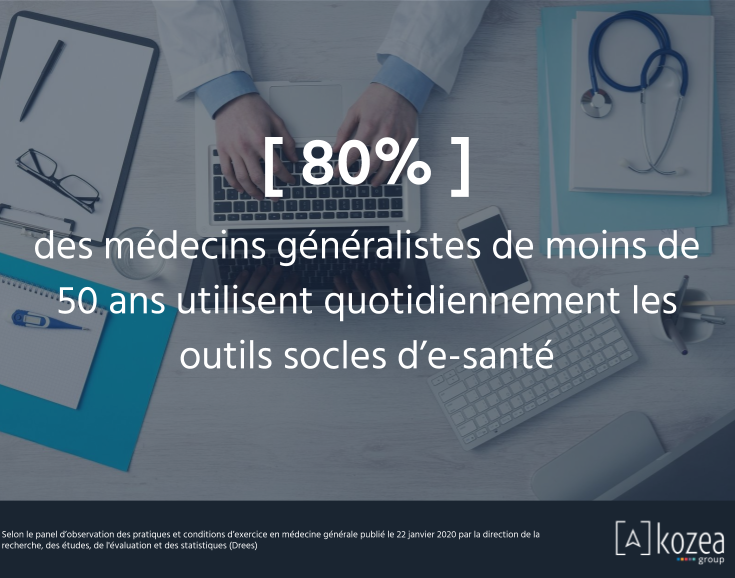 [ 80% ]
des médecins généralistes de moins de
50 ans utilisent quotidiennement les
outils socles d’e-santé
Selon le panel d'observation des pratiques et conditions d'exercice en médecine générale publié le 22 janvier 2020 par la direction de la
recherche, des études, de l'évaluation et des statistiques (Drees)
[A]kozea
group